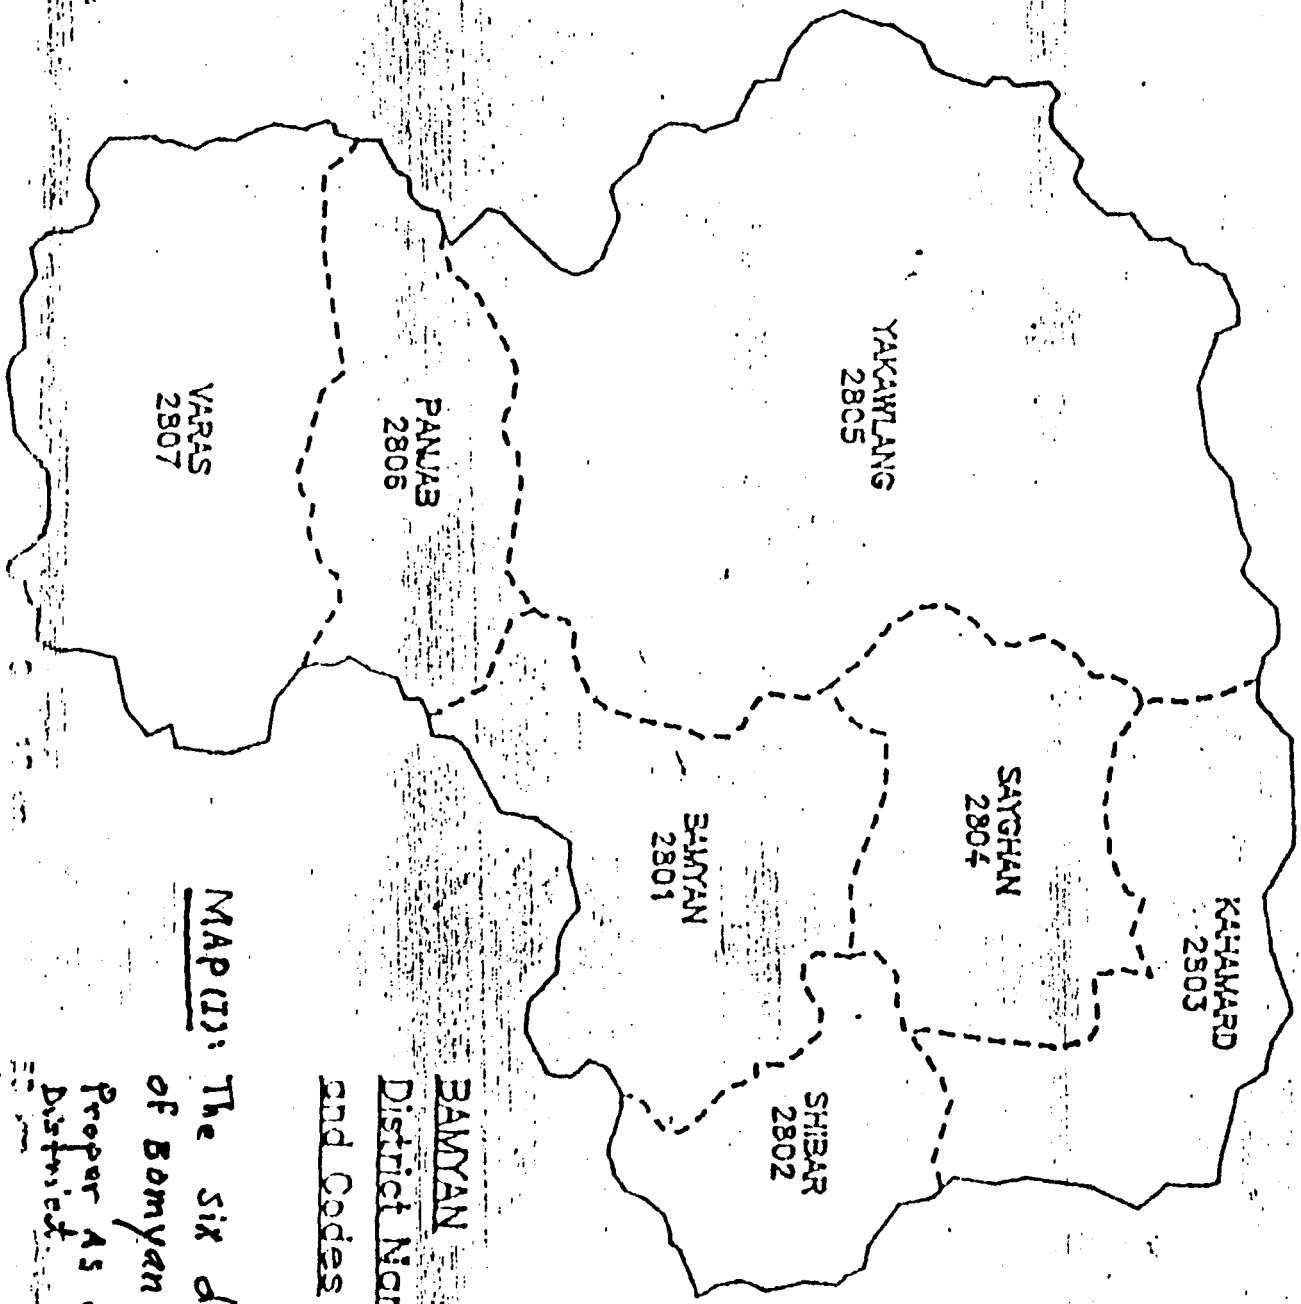 YAKAWLANG
2805
KAHAMARD
2803
SAYGHAN
2804
BAMYAN
2801
SHIBAR
2802
PANJAB
2806
VARAS
2807
BAMYAN
District
and Codes
MAP (I): The six
of Bamyan
Proper As
District